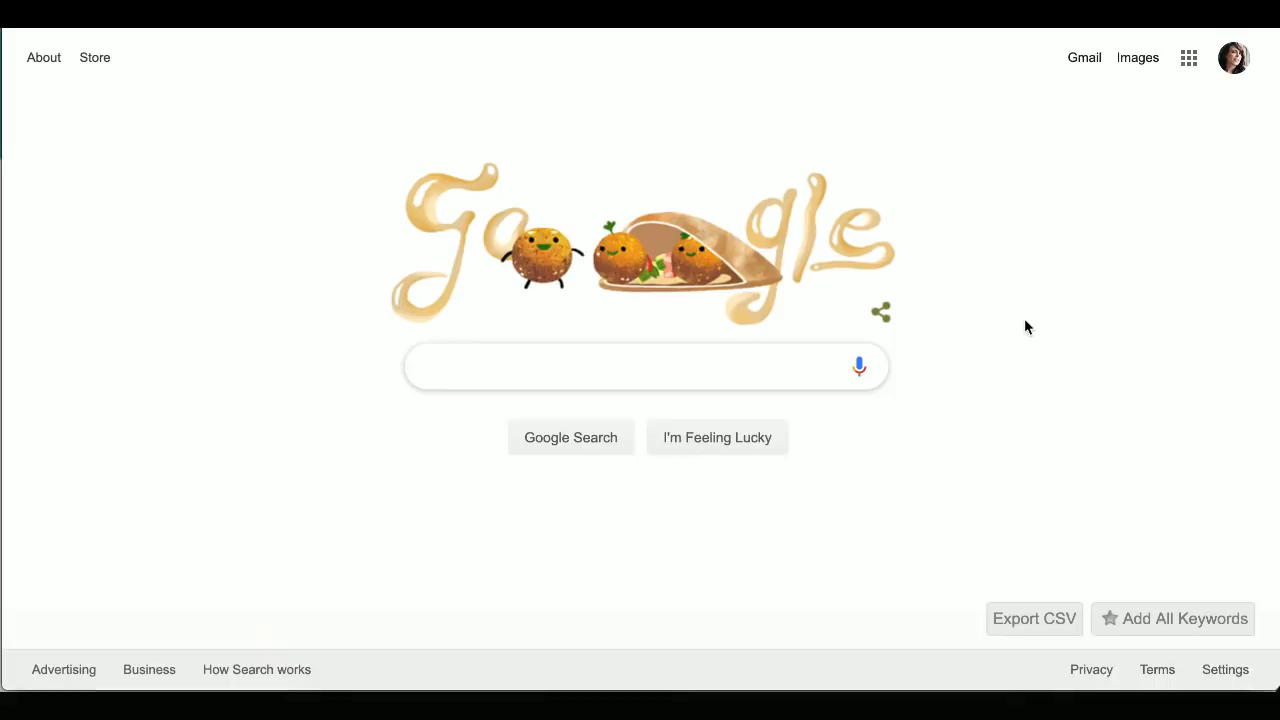 About Store
Gmail Images
Google
Google Search
I'm Feeling Lucky
Export CSV
Add All Keywords
Advertising Business How Search works
Privacy Terms Settings